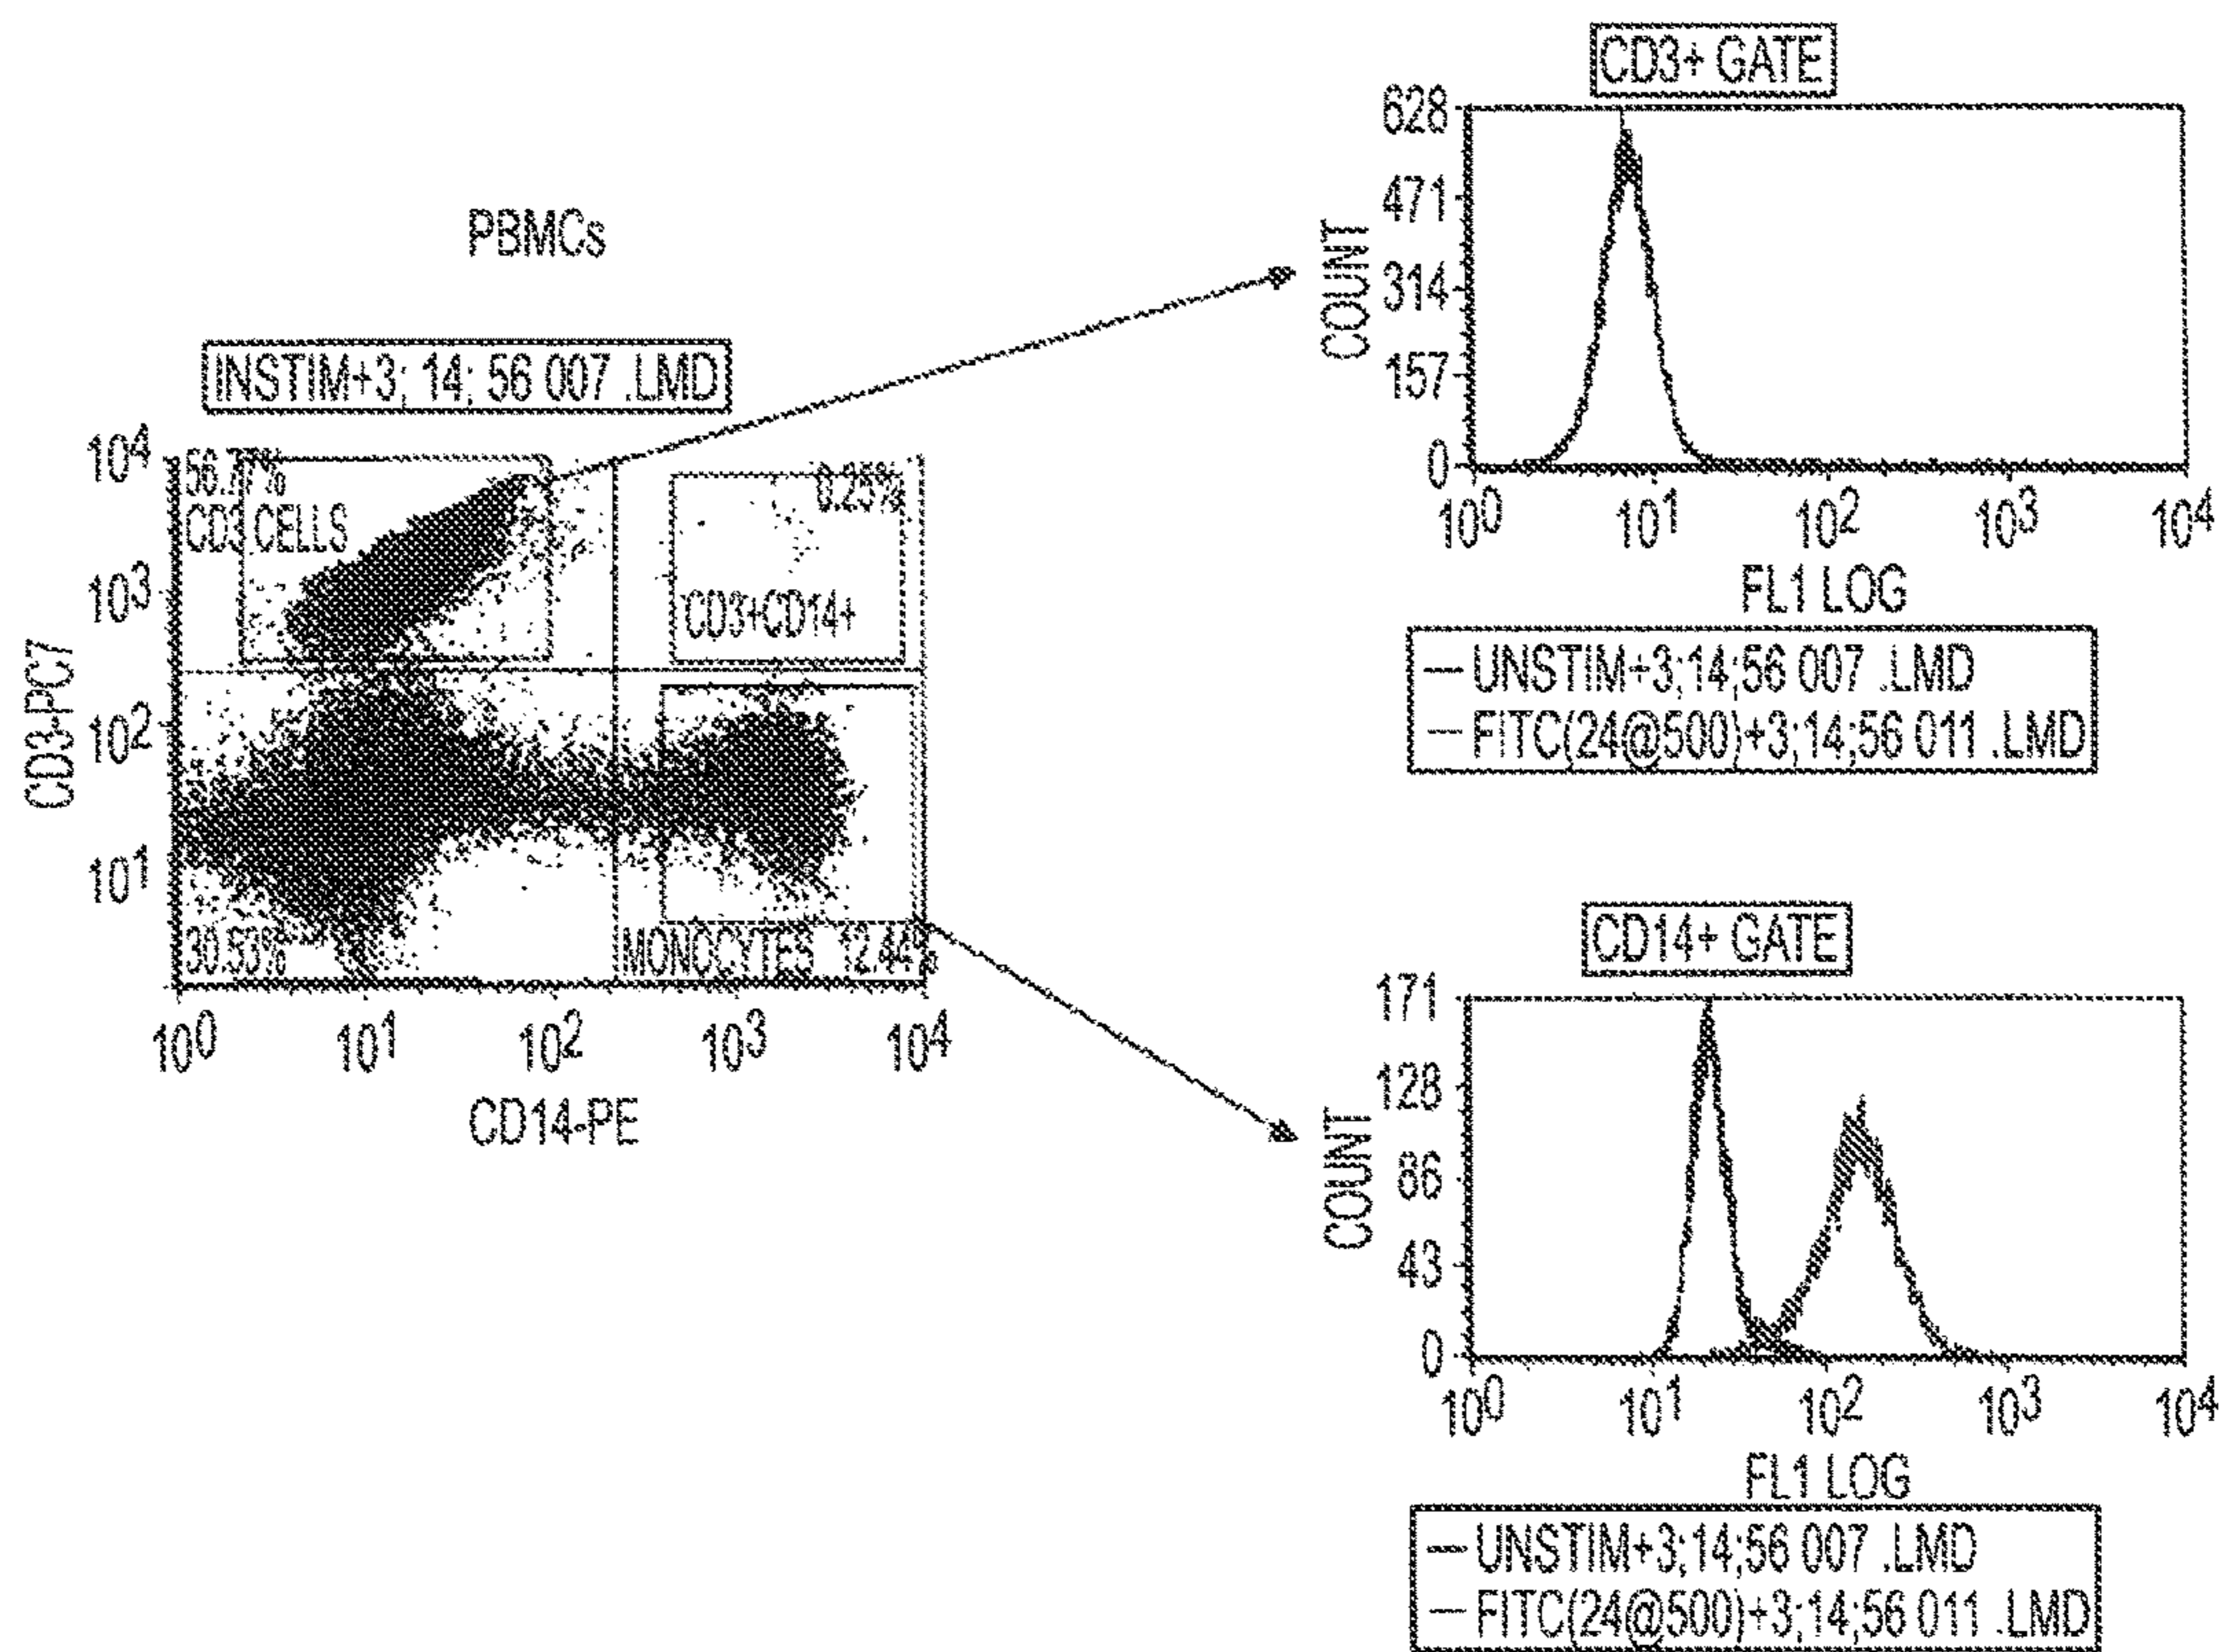 PBMCs
INSTIM+3; 14; 56 007 .LMD
CD3-PC7
10⁴
10³
10²
10¹
56.77%
CD3 CELLS
0.25%
CD3+CD14+
30.53%
MONOCYTES 12.44%
10⁰ 10¹ 10² 10³ 10⁴
CD14-PE
CD3+ GATE
COUNT
628
471
314
157
0
10⁰ 10¹ 10² 10³ 10⁴
FL1 LOG
— UNSTIM+3;14;56 007 .LMD
— FITC(24@500)+3;14;56 011 .LMD
CD14+ GATE
COUNT
171
128
86
43
0
10⁰ 10¹ 10² 10³ 10⁴
FL1 LOG
— UNSTIM+3;14;56 007 .LMD
— FITC(24@500)+3;14;56 011 .LMD